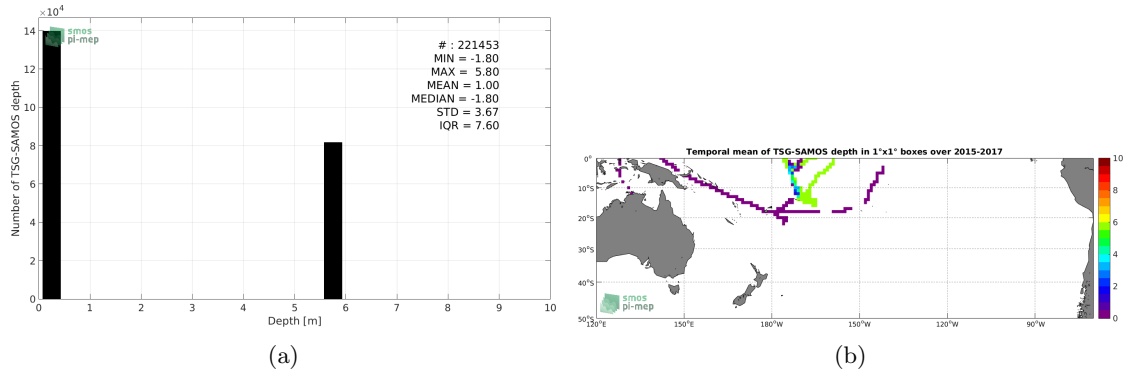 ×10⁴
14
12
10
8
6
4
2
0
Number of TSG-SAMOS depth
smos
pi-mep
# : 221453
MIN = -1.80
MAX = 5.80
MEAN = 1.00
MEDIAN = -1.80
STD = 3.67
IQR = 7.60
0 1 2 3 4 5 6 7 8 9 10
Depth [m]
(a)
Temporal mean of TSG-SAMOS depth in 1°x1° boxes over 2015-2017
0°
10°S
20°S
30°S
40°S
50°S
smos
pi-mep
120°E 150°E 180°W 150°W 120°W 90°W
10
8
6
4
2
0
(b)